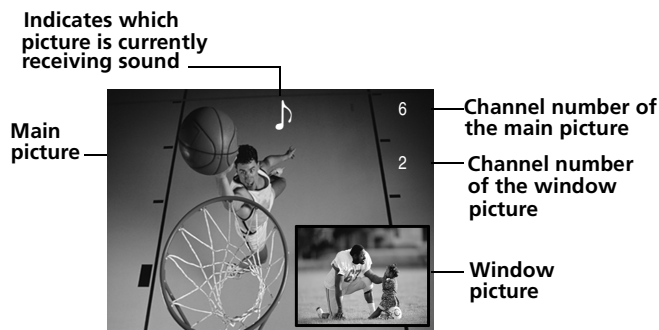 Indicates which
picture is currently
receiving sound
Main
picture
6
Channel number of
the main picture
2
Channel number
of the window
picture
Window
picture